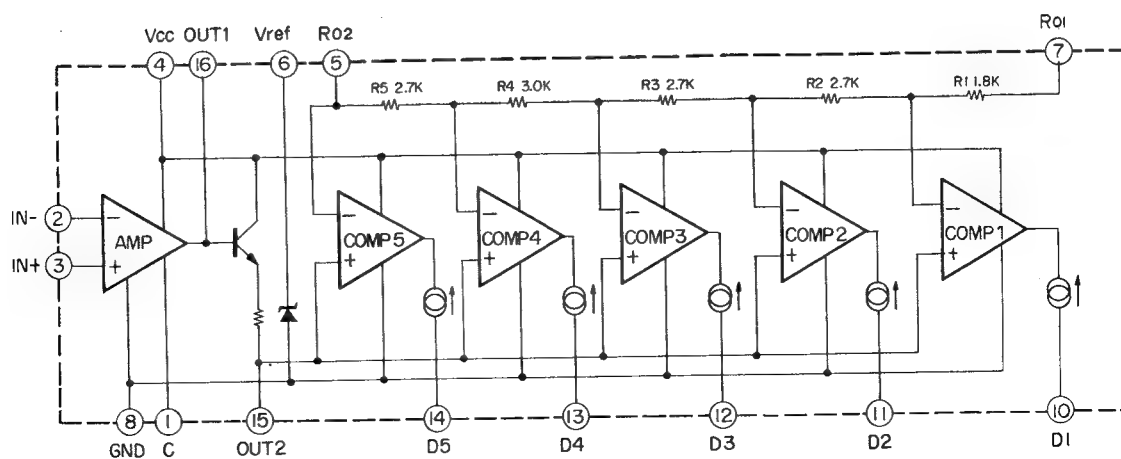 Vcc OUT1 Vref RO2 RO1
4 16 6 5 7
R5 2.7K R4 3.0K R3 2.7K R2 2.7K R1 1.8K
IN- 2
IN+ 3
−
AMP
+
−
COMP5
+
−
COMP4
+
−
COMP3
+
−
COMP2
+
−
COMP1
+
8 1 15 14 13 12 11 10
GND C OUT2 D5 D4 D3 D2 D1